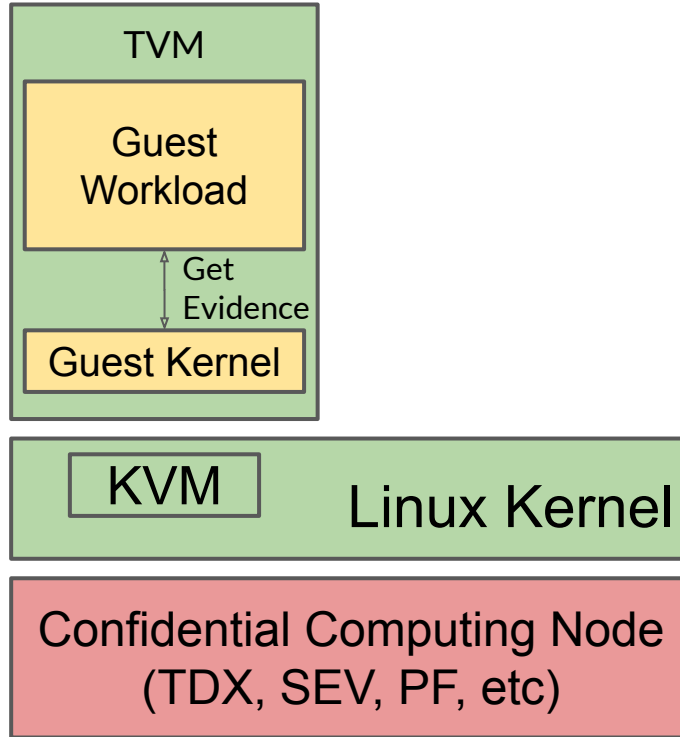 TVM
Guest
Workload
Get
Evidence
Guest Kernel
KVM
Linux Kernel
Confidential Computing Node
(TDX, SEV, PF, etc)